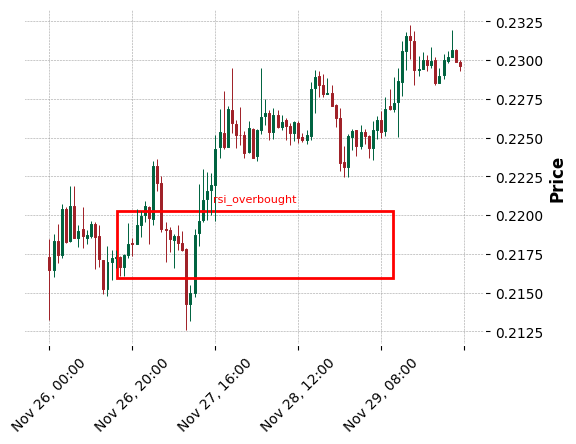 0.2325
0.2300
0.2275
0.2250
0.2225
0.2200
0.2175
0.2150
0.2125
Price
rsi_overbought
Nov 26, 00:00
Nov 26, 20:00
Nov 27, 16:00
Nov 28, 12:00
Nov 29, 08:00